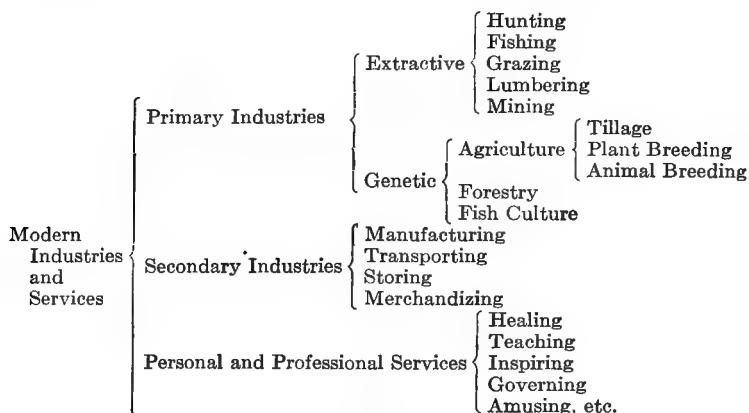 Modern Industries and Services
Primary Industries
Extractive
Hunting
Fishing
Grazing
Lumbering
Mining
Genetic
Agriculture
Tillage
Plant Breeding
Animal Breeding
Forestry
Fish Culture
Secondary Industries
Manufacturing
Transporting
Storing
Merchandizing
Personal and Professional Services
Healing
Teaching
Inspiring
Governing
Amusing, etc.